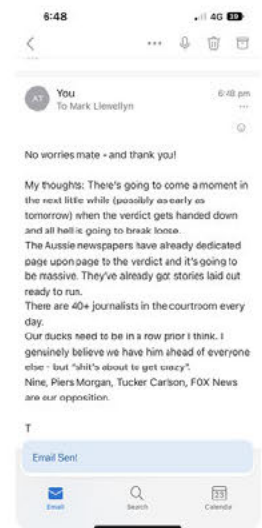 6:48
4G
AT
You
6:48 pm
To Mark Llewellyn
No worries mate - and thank you!
My thoughts: There's going to come a moment in
the next little while (possibly as early as
tomorrow) when the verdict gets handed down
and all hell is going to break loose.
The Aussie newspapers have already dedicated
page upon page to the verdict and it's going to
be massive. They've already got stories laid out
ready to run.
There are 40+ journalists in the courtroom every
day.
Our ducks need to be in a row prior I think. I
genuinely believe we have him ahead of everyone
else - but "shit's about to get crazy".
Nine, Piers Morgan, Tucker Carlson, FOX News
are our opposition.
T
Email Sent
Email
Search
23
Calendar